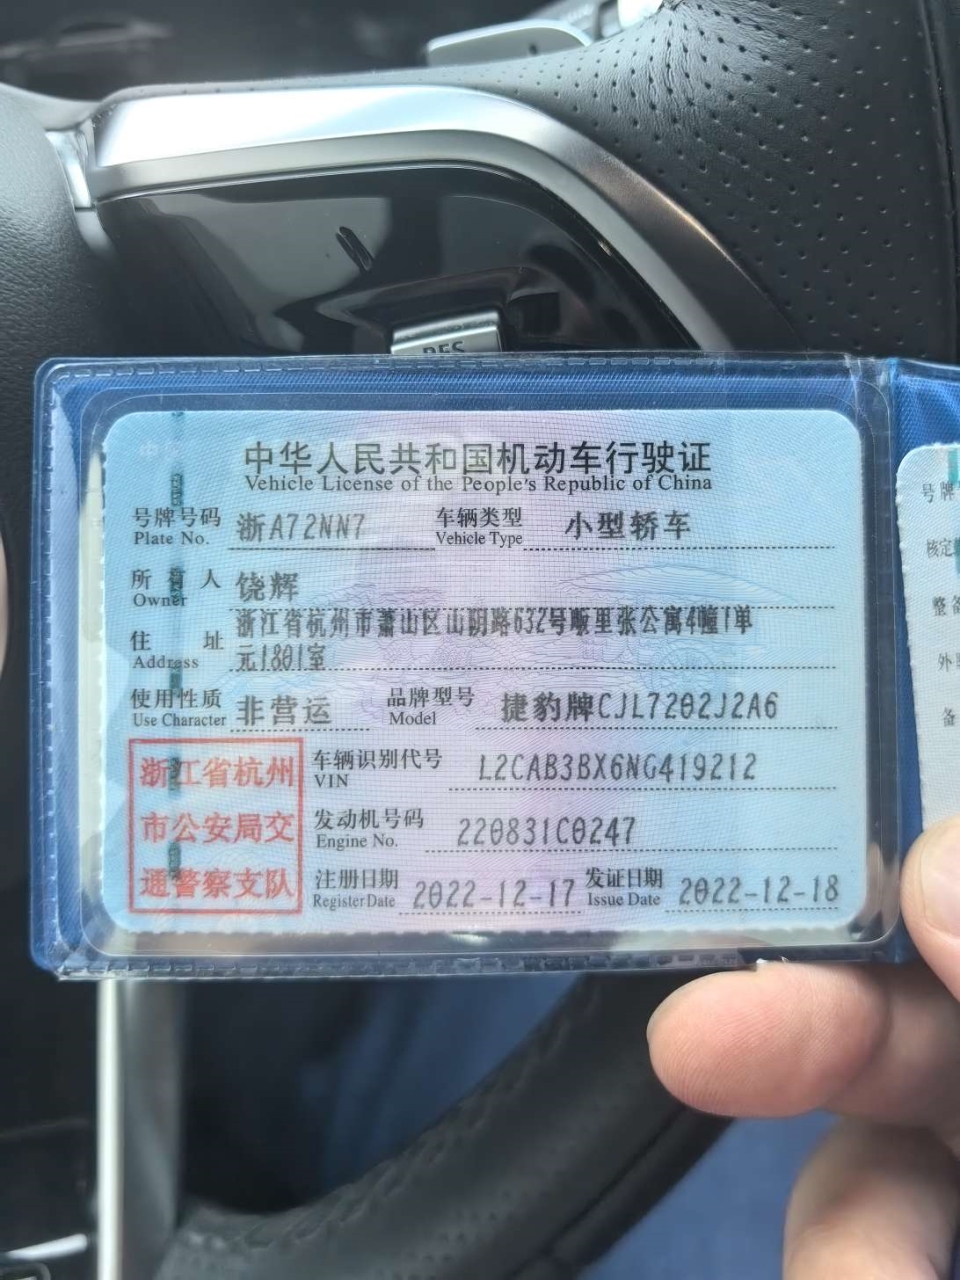 RES
中华人民共和国机动车行驶证
Vehicle License of the People's Republic of China
号牌号码 浙A72NN7 车辆类型 小型轿车
Plate No. Vehicle Type
所有人 饶辉
Owner
住址 浙江省杭州市萧山区山阴路632号畈里张公寓4幢1单
Address 元1801室
使用性质 非营运 品牌型号 捷豹牌CJL7202J2A6
Use Character Model
浙江省杭州
市公安局交
通警察支队
车辆识别代号 L2CAB3BX6NG419212
VIN
发动机号码 220831C0247
Engine No.
注册日期 2022-12-17 发证日期 2022-12-18
Register Date Issue Date
号牌
核定
整备
外
备